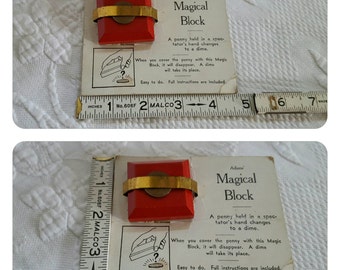 Magical
Block
A penny held in a spec-
tator's hand changes
to a dime.
When you cover the penny with this Magic
Block, it will disappear. A dime
will take its place.
Easy to do. Full instructions are included.
INCHES 1 No. 6067 2 MALCO 3 4 5 6 7
Adams'
Magical
Block
A penny held in a spec-
tator's hand changes
to a dime.
When you cover the penny with this Magic
Block, it will disappear. A dime
will take its place.
Easy to do. Full instructions are included.
INCHES 1 No. 6067 2 MALCO 3